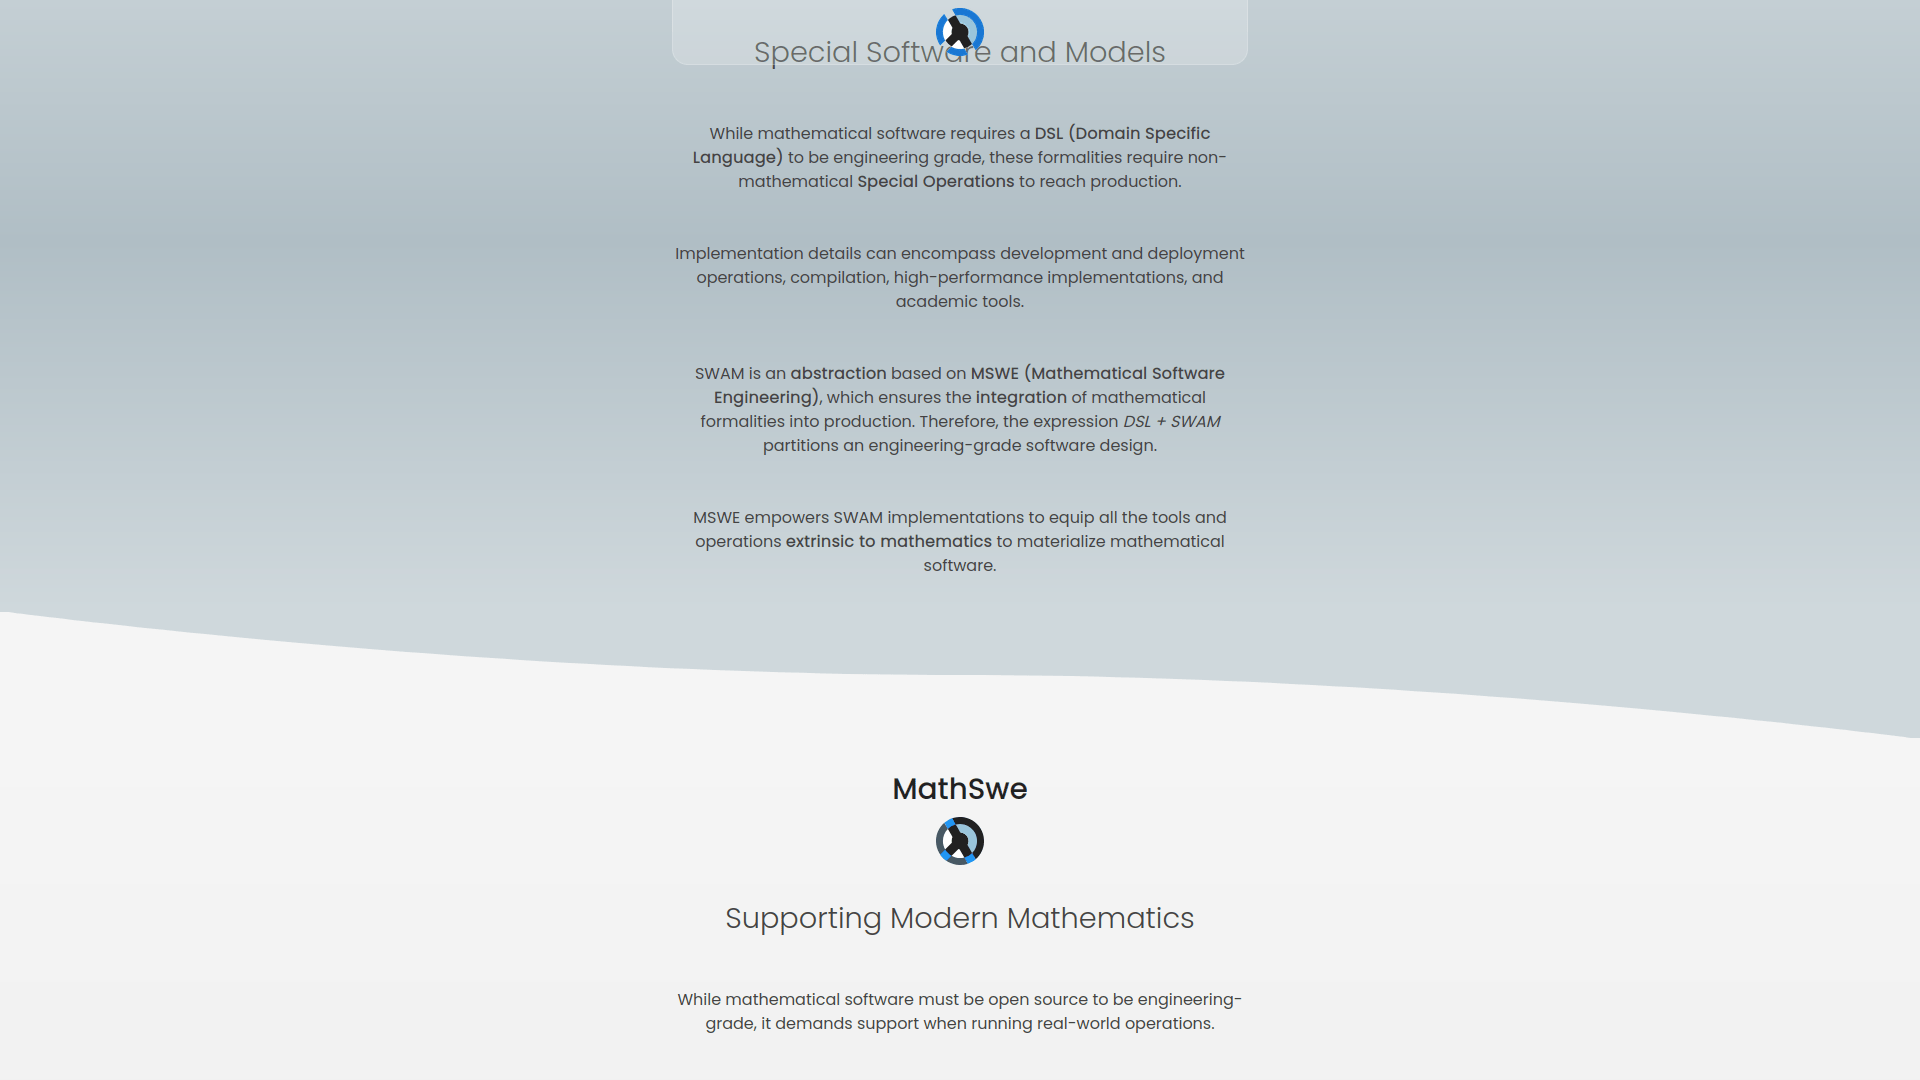 Special Software and Models
While mathematical software requires a DSL (Domain Specific
Language) to be engineering grade, these formalities require non-
mathematical Special Operations to reach production.
Implementation details can encompass development and deployment
operations, compilation, high-performance implementations, and
academic tools.
SWAM is an abstraction based on MSWE (Mathematical Software
Engineering), which ensures the integration of mathematical
formalities into production. Therefore, the expression DSL + SWAM
partitions an engineering-grade software design.
MSWE empowers SWAM implementations to equip all the tools and
operations extrinsic to mathematics to materialize mathematical
software.
MathSwe
Supporting Modern Mathematics
While mathematical software must be open source to be engineering-
grade, it demands support when running real-world operations.